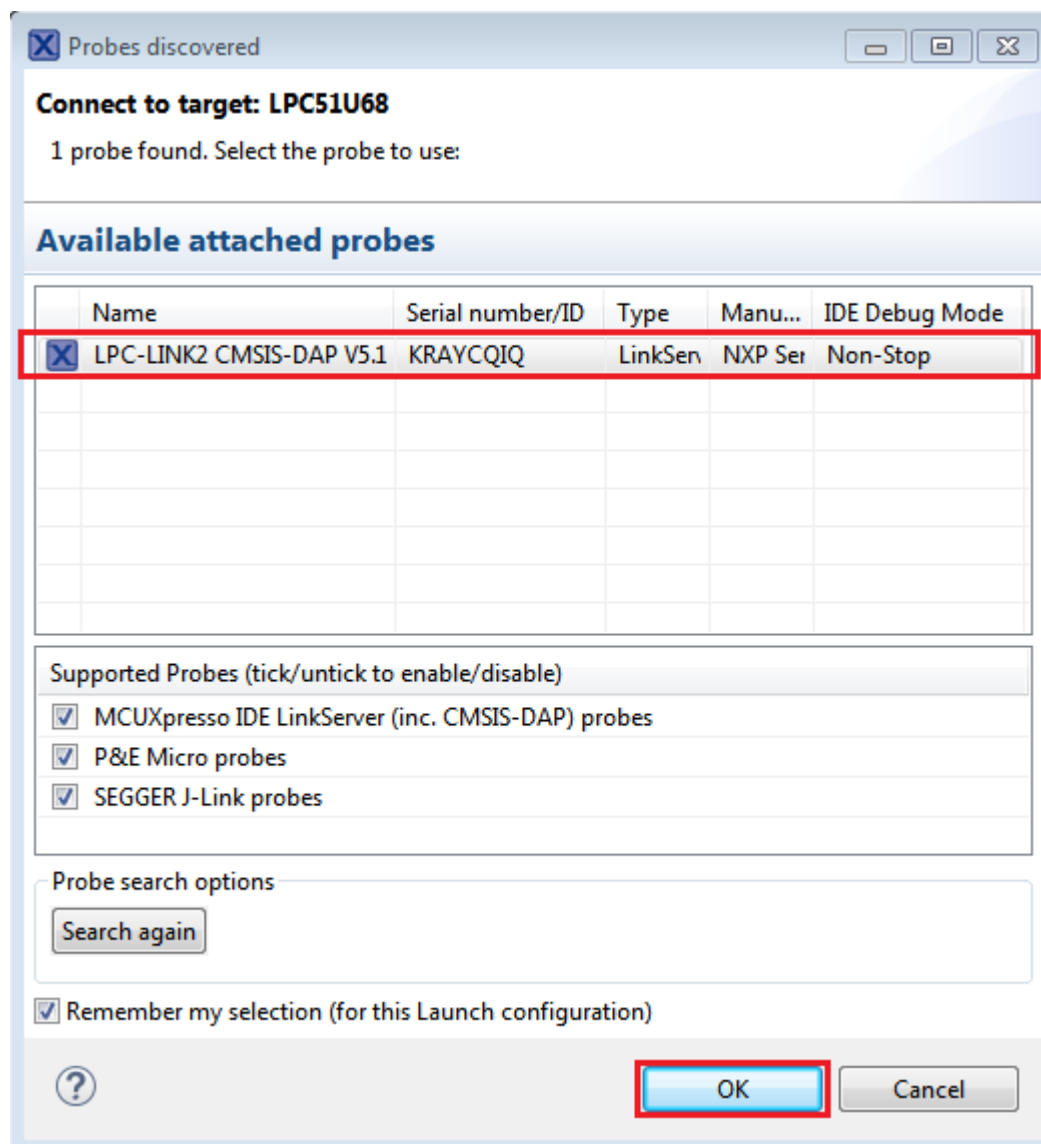 Probes discovered
Connect to target: LPC51U68
1 probe found. Select the probe to use:
Available attached probes
Name Serial number/ID Type Manu... IDE Debug Mode
LPC-LINK2 CMSIS-DAP V5.1 KRAYCQIQ LinkSen NXP Ser Non-Stop
Supported Probes (tick/untick to enable/disable)
MCUXpresso IDE LinkServer (inc. CMSIS-DAP) probes
P&E Micro probes
SEGGER J-Link probes
Probe search options
Search again
Remember my selection (for this Launch configuration)
? OK Cancel